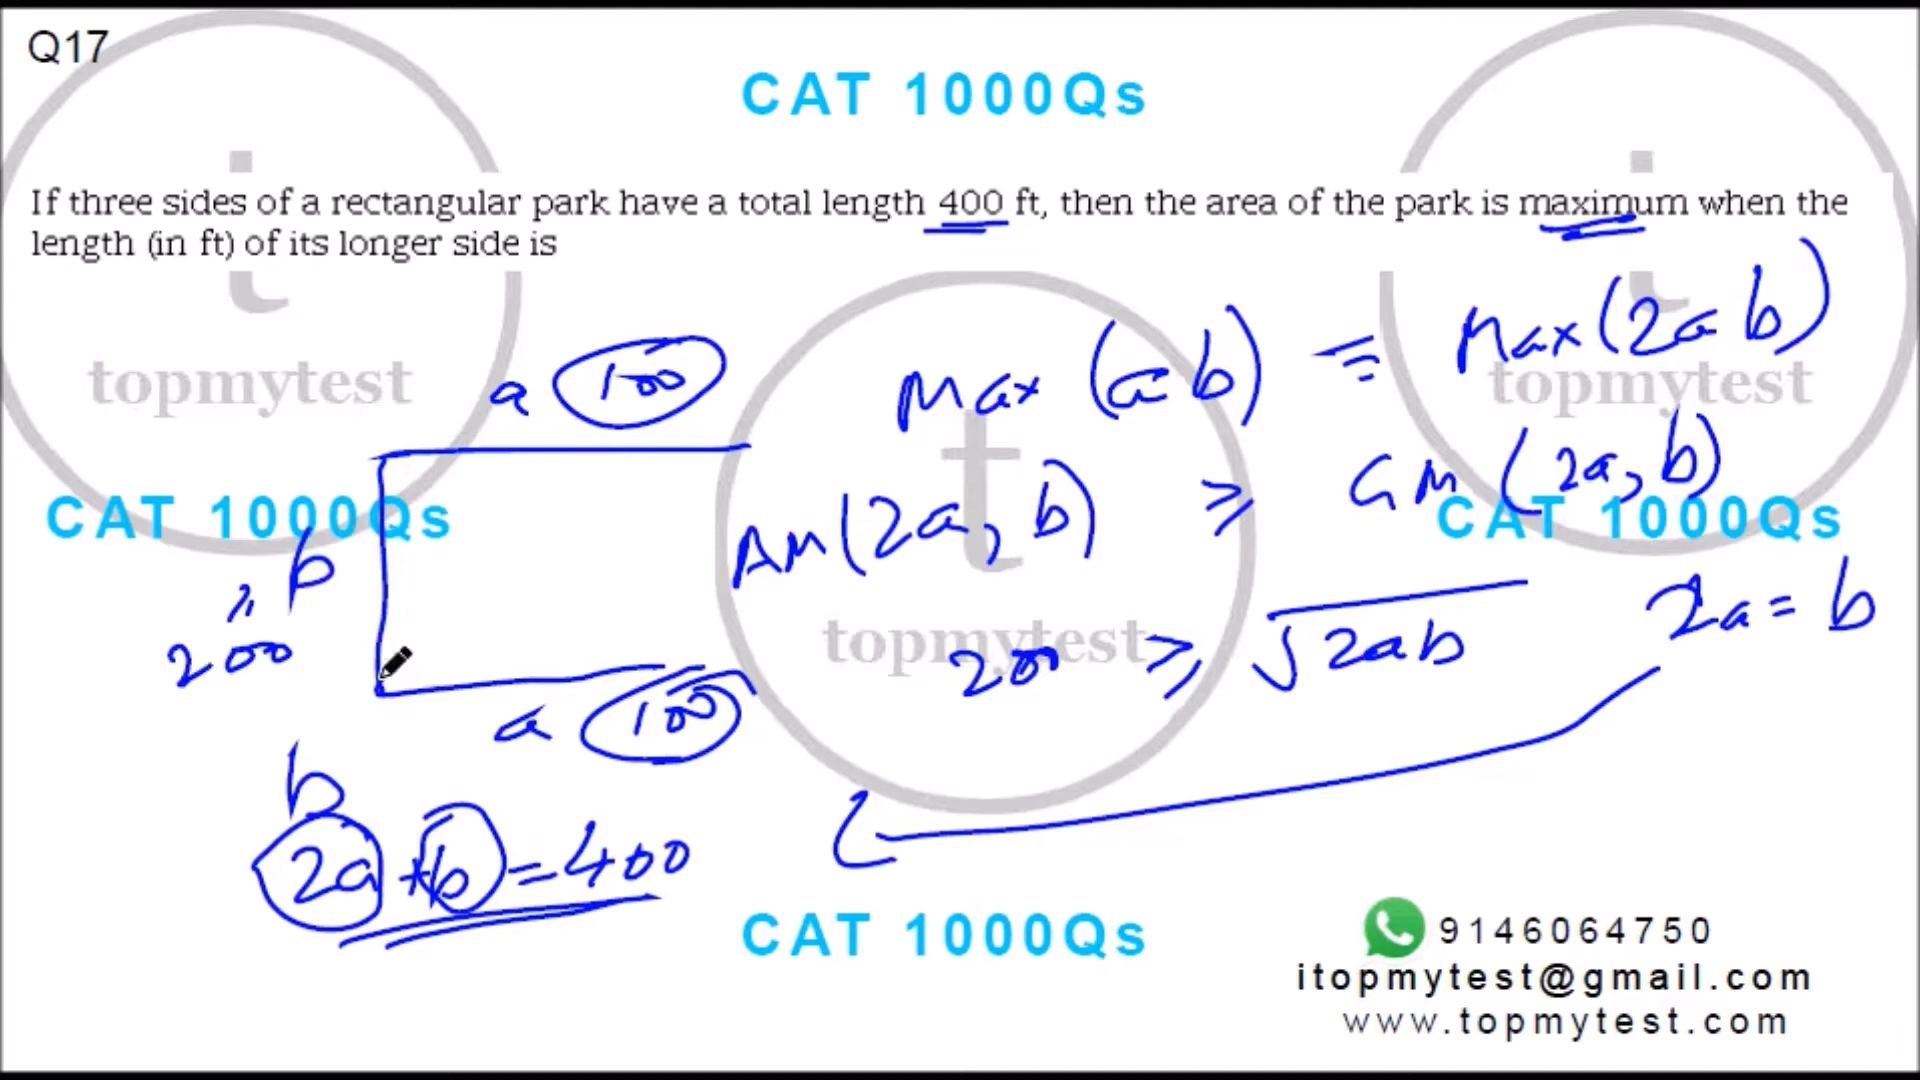 Q17
CAT 1000Qs
If three sides of a rectangular park have a total length 400 ft, then the area of the park is maximum when the
length (in ft) of its longer side is
t
t
topmytest
topmytest
a 100
Max (ab) = Max (2ab)
t
CAT 1000Qs
AM (2a, b) ≥ GM (2a, b)
CAT 1000Qs
b
= 200
topmytest
200 ≥ √2ab
2a = b
a 100
b
2a + b = 400
CAT 1000Qs
9146064750
itopmytest@gmail.com
www.topmytest.com